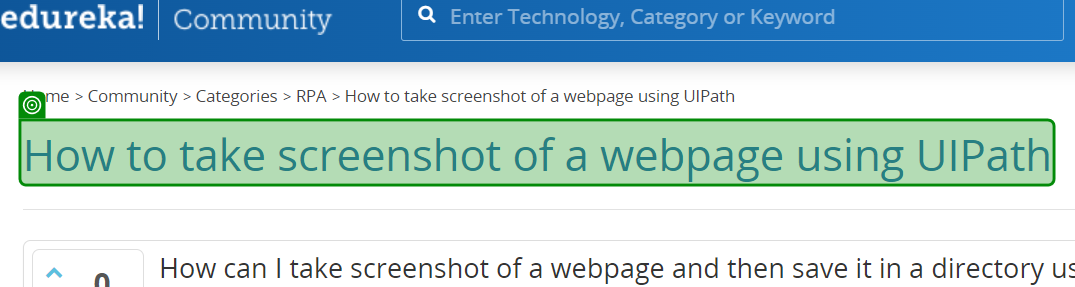 edureka! Community Enter Technology, Category or Keyword
me > Community > Categories > RPA > How to take screenshot of a webpage using UIPath
How to take screenshot of a webpage using UIPath
0
How can I take screenshot of a webpage and then save it in a directory us